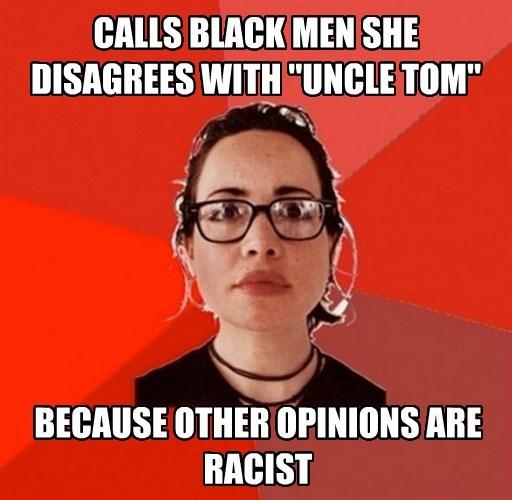 CALLS BLACK MEN SHE
DISAGREES WITH "UNCLE TOM"
BECAUSE OTHER OPINIONS ARE
RACIST